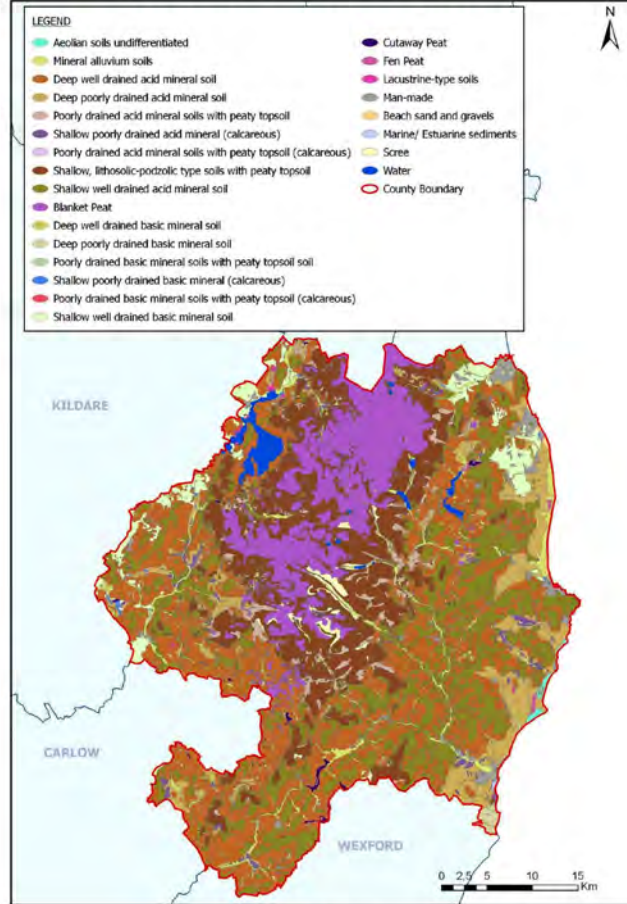 LEGEND
Aeolian soils undifferentiated
Mineral alluvium soils
Deep well drained acid mineral soil
Deep poorly drained acid mineral soil
Poorly drained acid mineral soils with peaty topsoil
Shallow poorly drained acid mineral (calcareous)
Poorly drained acid mineral soils with peaty topsoil (calcareous)
Shallow, lithosolic-podzolic type soils with peaty topsoil
Shallow well drained acid mineral soil
Blanket Peat
Deep well drained basic mineral soil
Deep poorly drained basic mineral soil
Poorly drained basic mineral soils with peaty topsoil soil
Shallow poorly drained basic mineral (calcareous)
Poorly drained basic mineral soils with peaty topsoil (calcareous)
Shallow well drained basic mineral soil
Cutaway Peat
Fen Peat
Lacustrine-type soils
Man-made
Beach sand and gravels
Marine/ Estuarine sediments
Scree
Water
County Boundary
N
KILDARE
CARLOW
WEXFORD
0 2.5 5 10 15
Km